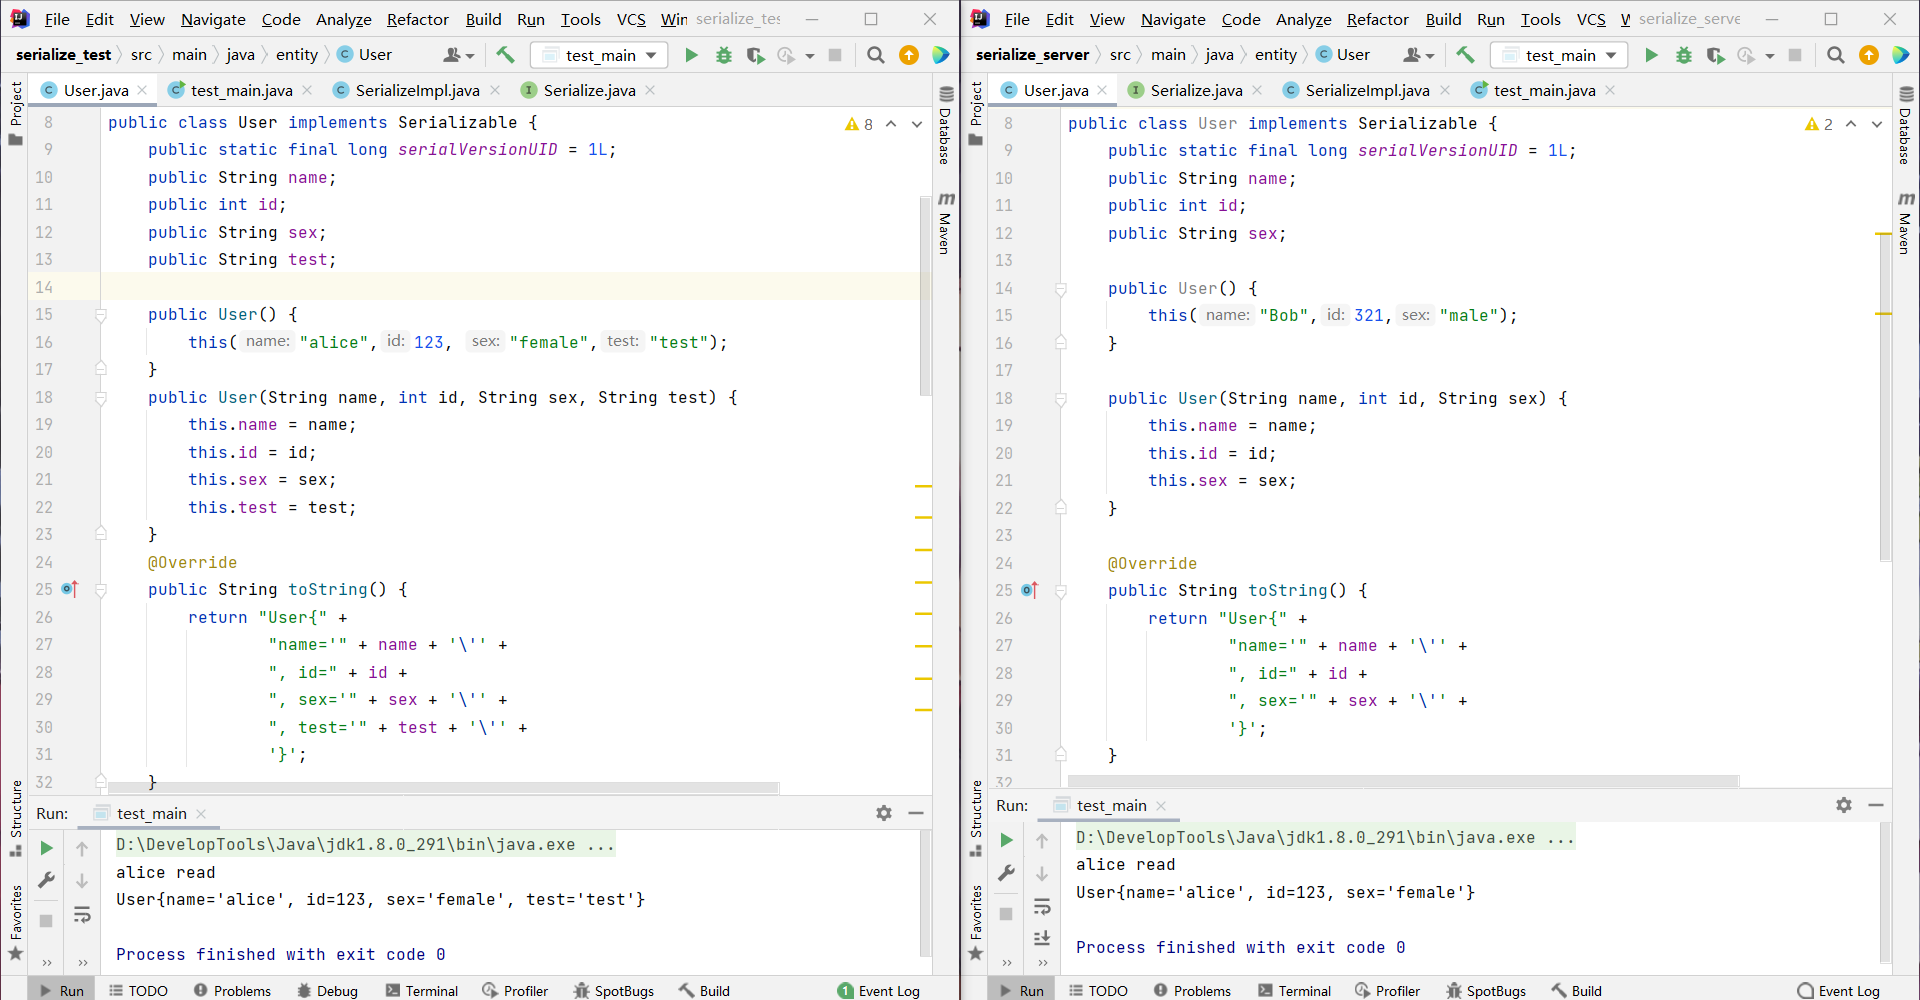 File Edit View Navigate Code Analyze Refactor Build Run Tools VCS Win serialize_tes
serialize_test src main java entity User test_main
User.java test_main.java SerializeImpl.java Serialize.java
Project
Database
Maven
Structure
Favorites
8
8 public class User implements Serializable {
9 public static final long serialVersionUID = 1L;
10 public String name;
11 public int id;
12 public String sex;
13 public String test;
14
15 public User() {
16 this( name: "alice", id: 123, sex: "female", test: "test");
17 }
18 public User(String name, int id, String sex, String test) {
19 this.name = name;
20 this.id = id;
21 this.sex = sex;
22 this.test = test;
23 }
24 @Override
25 public String toString() {
26 return "User{" +
27 "name='" + name + '\'' +
28 ", id=" + id +
29 ", sex='" + sex + '\'' +
30 ", test='" + test + '\'' +
31 '}';
32 }
Run: test_main
D:\DevelopTools\Java\jdk1.8.0_291\bin\java.exe ...
alice read
User{name='alice', id=123, sex='female', test='test'}
Process finished with exit code 0
Run TODO Problems Debug Terminal Profiler SpotBugs Build 1 Event Log
File Edit View Navigate Code Analyze Refactor Build Run Tools VCS W serialize_serve
serialize_server src main java entity User test_main
User.java Serialize.java SerializeImpl.java test_main.java
Project
Database
Maven
Structure
Favorites
2
8 public class User implements Serializable {
9 public static final long serialVersionUID = 1L;
10 public String name;
11 public int id;
12 public String sex;
13
14 public User() {
15 this( name: "Bob", id: 321, sex: "male");
16 }
17
18 public User(String name, int id, String sex) {
19 this.name = name;
20 this.id = id;
21 this.sex = sex;
22 }
23
24 @Override
25 public String toString() {
26 return "User{" +
27 "name='" + name + '\'' +
28 ", id=" + id +
29 ", sex='" + sex + '\'' +
30 '}';
31 }
32
Run: test_main
D:\DevelopTools\Java\jdk1.8.0_291\bin\java.exe ...
alice read
User{name='alice', id=123, sex='female'}
Process finished with exit code 0
Run TODO Problems Terminal Profiler SpotBugs Build Event Log